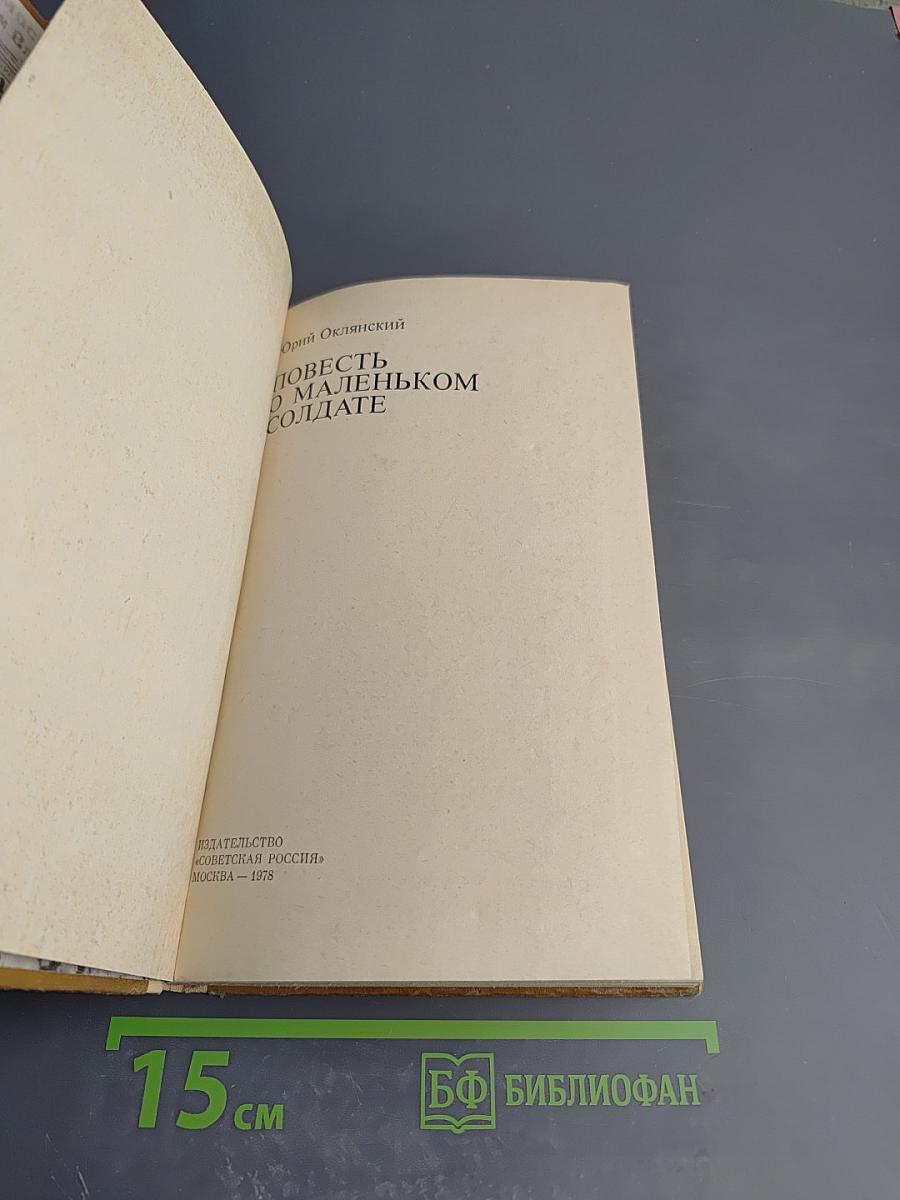 Юрий Оклянский
ПОВЕСТЬ
О МАЛЕНЬКОМ
СОЛДАТЕ
ИЗДАТЕЛЬСТВО
«СОВЕТСКАЯ РОССИЯ»
МОСКВА — 1978
15 см
БФ БИБЛИОФАН